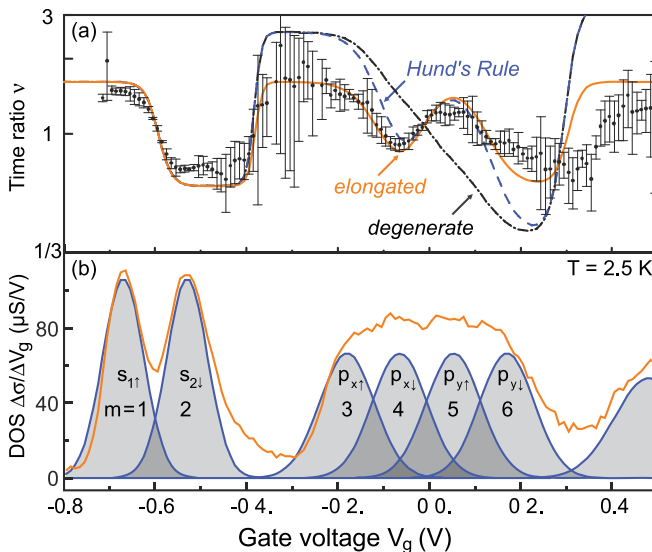 (a)
3
1
1/3
Time ratio ν
Hund's Rule
elongated
degenerate
(b)
T = 2.5 K
DOS Δσ/ΔVg (μS/V)
80
40
0
s1↑ s2↓ px↑ px↓ py↑ py↓
m=1 2 3 4 5 6
-0.8 -0.6 -0.4 -0.2 0. 0.2 0.4
Gate voltage Vg (V)